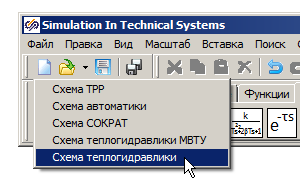 Simulation In Technical Systems
Файл Правка Вид Масштаб Вставка Поиск
Функции
Схема ТРР
Схема автоматики
Схема СОКРАТ
Схема теплогидравлики МВТУ
Схема теплогидравлики
k
e-τs